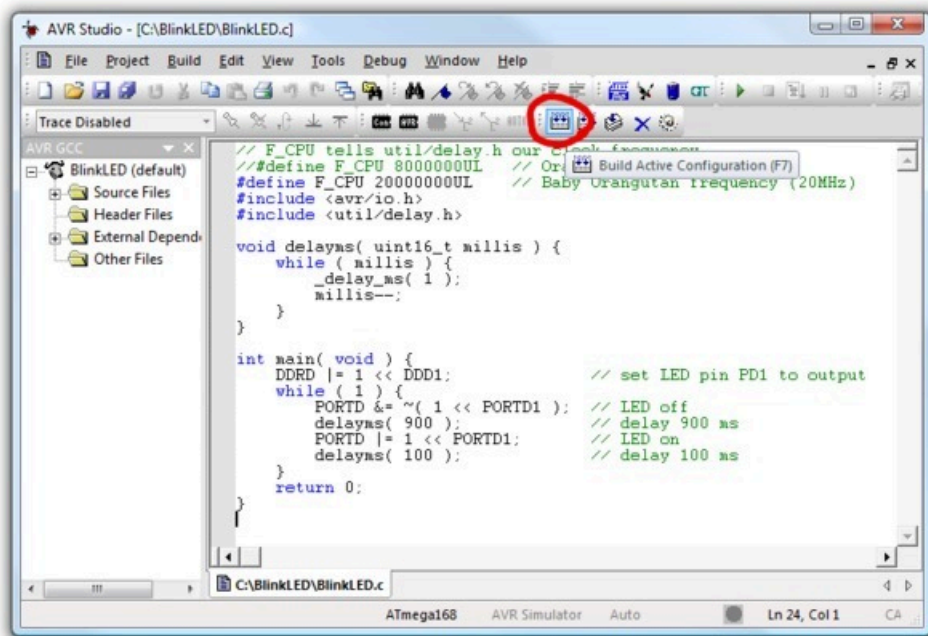 AVR Studio - [C:\BlinkLED\BlinkLED.c]
File Project Build Edit View Tools Debug Window Help
Trace Disabled
AVR GCC
BlinkLED (default)
Source Files
Header Files
External Depend
Other Files
// F_CPU tells util/delay.h our clock frequency
//#define F_CPU 8000000UL // Or
Build Active Configuration (F7)
#define F_CPU 20000000UL // Baby Orangutan frequency (20MHz)
#include <avr/io.h>
#include <util/delay.h>
void delayms( uint16_t millis ) {
while ( millis ) {
_delay_ms( 1 );
millis--;
}
}
int main( void ) {
DDRD |= 1 << DDD1; // set LED pin PD1 to output
while ( 1 ) {
PORTD &= ~( 1 << PORTD1 ); // LED off
delayms( 900 ); // delay 900 ms
PORTD |= 1 << PORTD1; // LED on
delayms( 100 ); // delay 100 ms
}
return 0;
}
C:\BlinkLED\BlinkLED.c
ATmega168 AVR Simulator Auto Ln 24, Col 1 CA